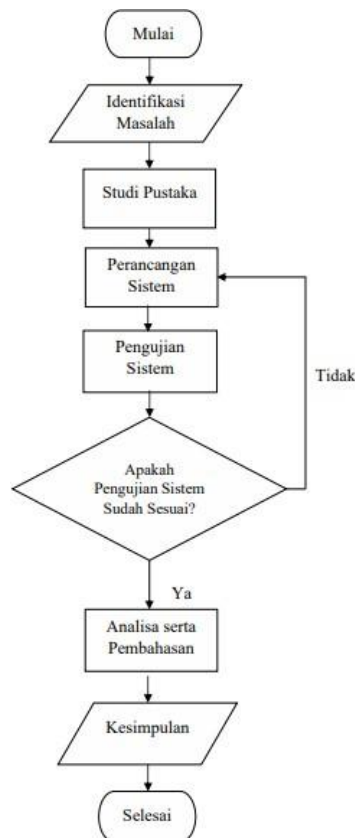 Mulai
Identifikasi
Masalah
Studi Pustaka
Perancangan
Sistem
Pengujian
Sistem
Tidak
Apakah
Pengujian Sistem
Sudah Sesuai?
Ya
Analisa serta
Pembahasan
Kesimpulan
Selesai